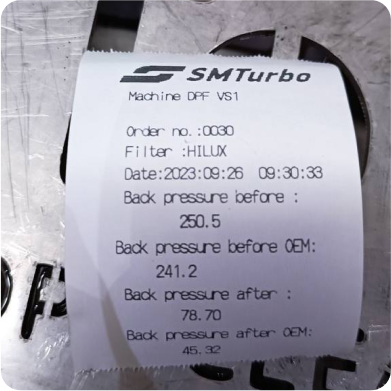 SMTurbo
Machine DPF VS1
Order no.:0030
Filter :HILUX
Date:2023:09:26 09:30:33
Back pressure before :
250.5
Back pressure before OEM:
241.2
Back pressure after :
78.70
Back pressure after OEM:
45.32